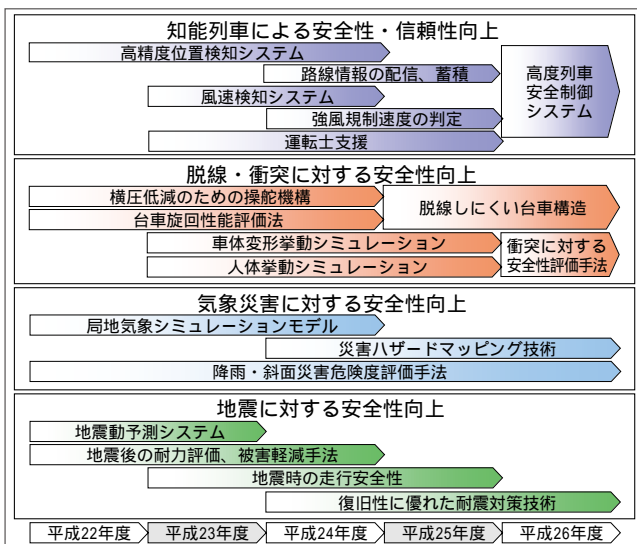 知能列車による安全性・信頼性向上
高精度位置検知システム
路線情報の配信、蓄積
風速検知システム
強風規制速度の判定
運転士支援
高度列車
安全制御
システム
脱線・衝突に対する安全性向上
横圧低減のための操舵機構
台車旋回性能評価法
脱線しにくい台車構造
車体変形挙動シミュレーション
人体挙動シミュレーション
衝突に対する
安全性評価手法
気象災害に対する安全性向上
局地気象シミュレーションモデル
災害ハザードマッピング技術
降雨・斜面災害危険度評価手法
地震に対する安全性向上
地震動予測システム
地震後の耐力評価、被害軽減手法
地震時の走行安全性
復旧性に優れた耐震対策技術
平成22年度 平成23年度 平成24年度 平成25年度 平成26年度